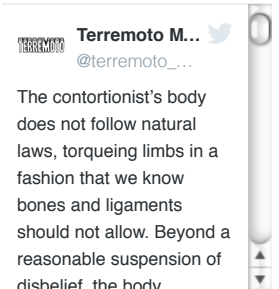 TERREMOTO
Terremoto M...
@terremoto_...
The contortionist’s body
does not follow natural
laws, torqueing limbs in a
fashion that we know
bones and ligaments
should not allow. Beyond a
reasonable suspension of
disbelief, the body